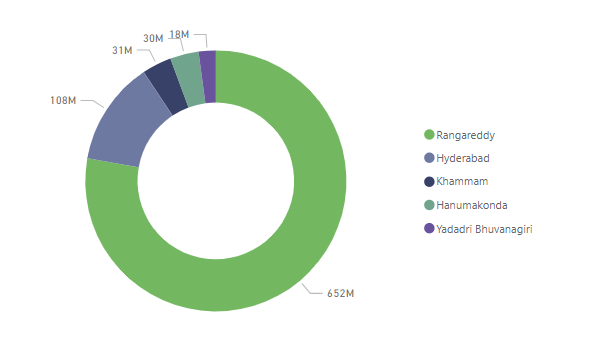 30M
18M
31M
108M
652M
Rangareddy
Hyderabad
Khammam
Hanumakonda
Yadadri Bhuvanagiri